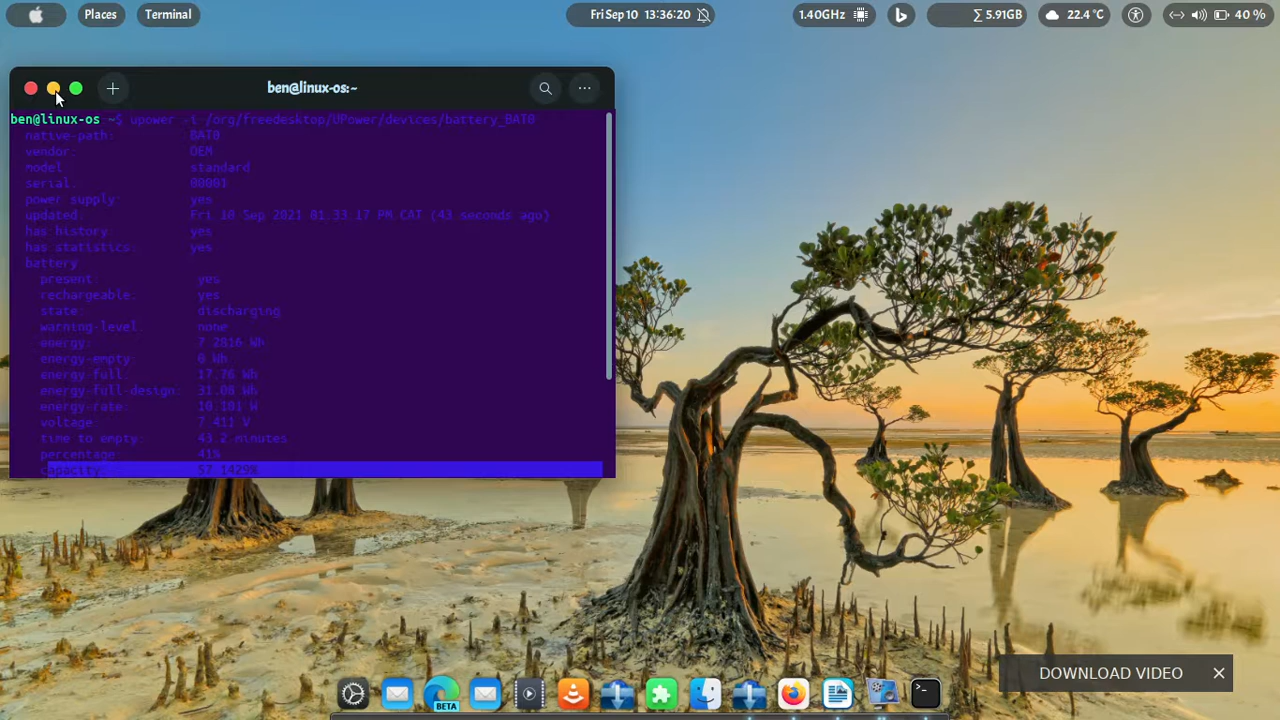 Places
Terminal
Fri Sep 10 13:36:20
1.40GHz
∑ 5.91GB
22.4 °C
40 %
ben@linux-os:~
ben@linux-os ~$ upower -i /org/freedesktop/UPower/devices/battery_BAT0
native-path: BAT0
vendor: OEM
model standard
serial: 00001
power supply: yes
updated: Fri 10 Sep 2021 01:33:17 PM CAT (43 seconds ago)
has history yes
has statistics: yes
battery
present: yes
rechargeable: yes
state: discharging
warning-level: none
energy: 7.2816 Wh
energy-empty: 0 Wh
energy-full: 17.76 Wh
energy-full-design: 31.08 Wh
energy-rate: 10.101 W
voltage: 7.411 V
time to empty: 43.2 minutes
percentage: 41%
capacity: 57.1429%
DOWNLOAD VIDEO
BETA